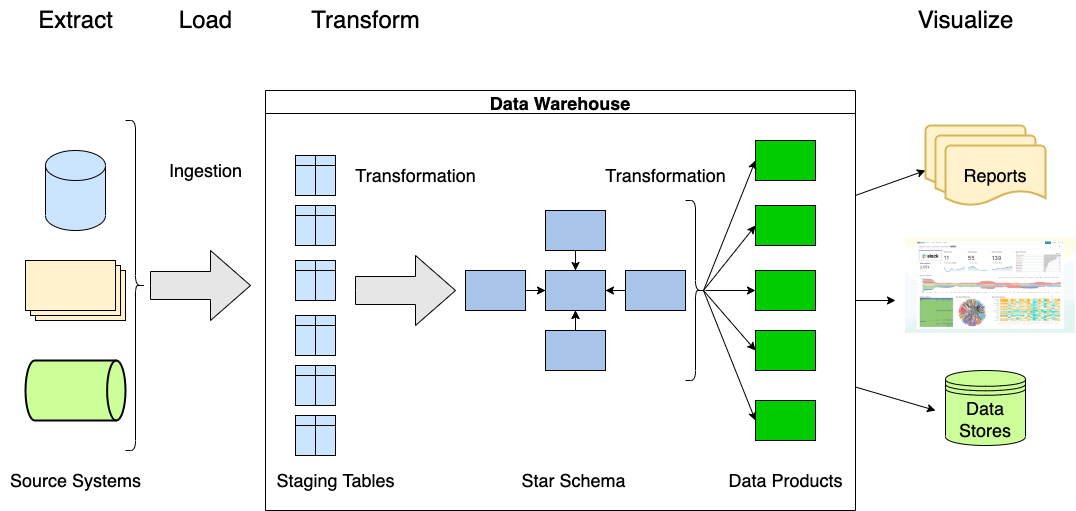 Extract
Load
Transform
Visualize
Data Warehouse
Ingestion
Transformation
Transformation
Reports
slack
11
55
139
Data
Stores
Source Systems
Staging Tables
Star Schema
Data Products